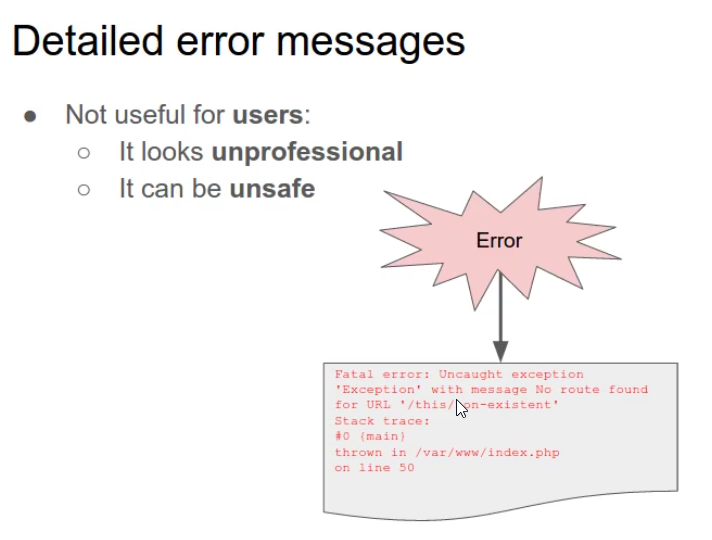 Detailed error messages
● Not useful for users:
○ It looks unprofessional
○ It can be unsafe
Error
Fatal error: Uncaught exception
'Exception' with message No route found
for URL '/this/ on-existent'
Stack trace:
#0 {main}
thrown in /var/www/index.php
on line 50